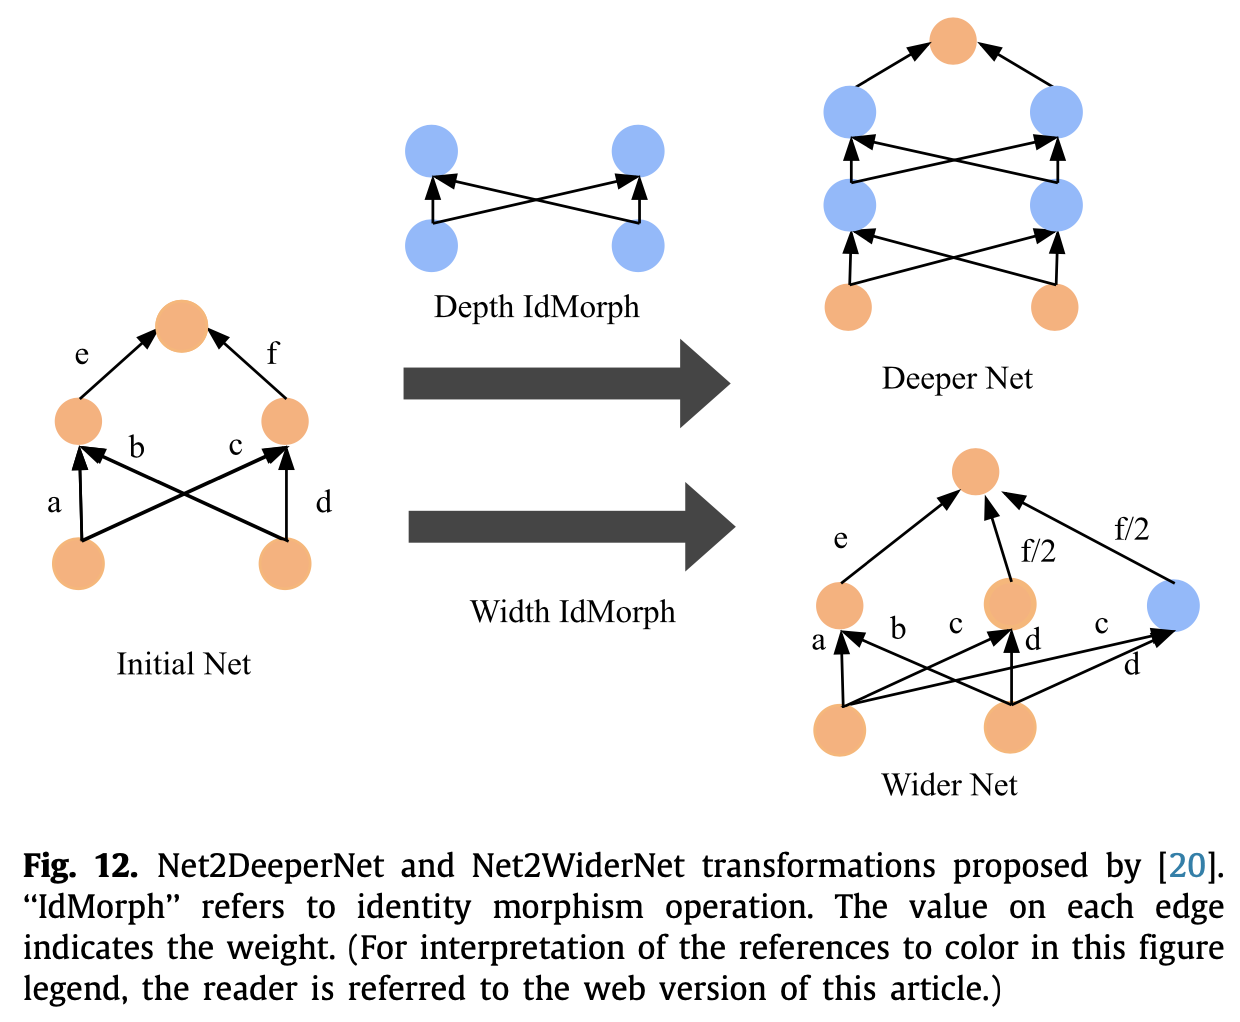 Depth IdMorph
Deeper Net
e
f
b
c
a
d
Initial Net
Width IdMorph
e
f/2
f/2
a
b
c
d
c
d
Wider Net
Fig. 12. Net2DeeperNet and Net2WiderNet transformations proposed by [20].
“IdMorph” refers to identity morphism operation. The value on each edge
indicates the weight. (For interpretation of the references to color in this figure
legend, the reader is referred to the web version of this article.)